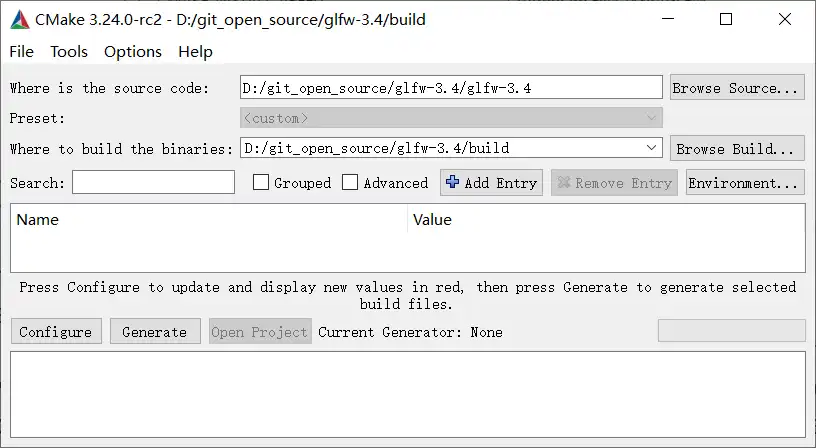 CMake 3.24.0-rc2 - D:/git_open_source/glfw-3.4/build
File Tools Options Help
Where is the source code: D:/git_open_source/glfw-3.4/glfw-3.4 Browse Source...
Preset: <custom>
Where to build the binaries: D:/git_open_source/glfw-3.4/build Browse Build...
Search: Grouped Advanced Add Entry Remove Entry Environment...
Name Value
Press Configure to update and display new values in red, then press Generate to generate selected
build files.
Configure Generate Open Project Current Generator: None